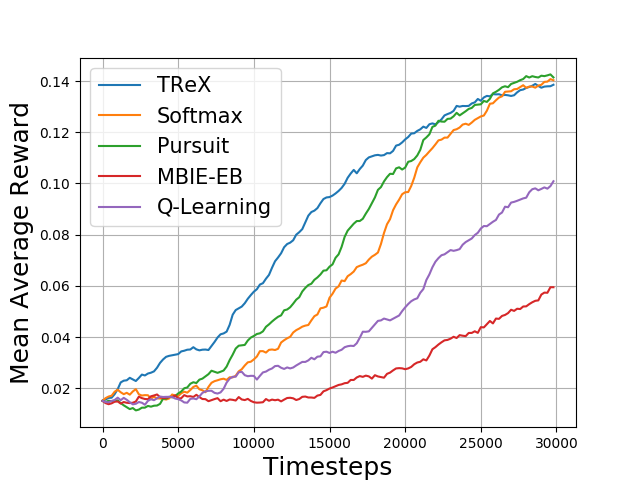 0.14
0.12
0.10
0.08
0.06
0.04
0.02
Mean Average Reward
TReX
Softmax
Pursuit
MBIE-EB
Q-Learning
0 5000 10000 15000 20000 25000 30000
Timesteps